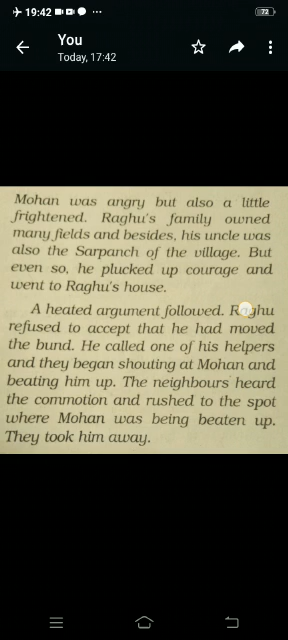 19:42
72
You
Today, 17:42
Mohan was angry but also a little
frightened. Raghu's family owned
many fields and besides, his uncle was
also the Sarpanch of the village. But
even so, he plucked up courage and
went to Raghu's house.
A heated argument followed. Raghu
refused to accept that he had moved
the bund. He called one of his helpers
and they began shouting at Mohan and
beating him up. The neighbours heard
the commotion and rushed to the spot
where Mohan was being beaten up.
They took him away.